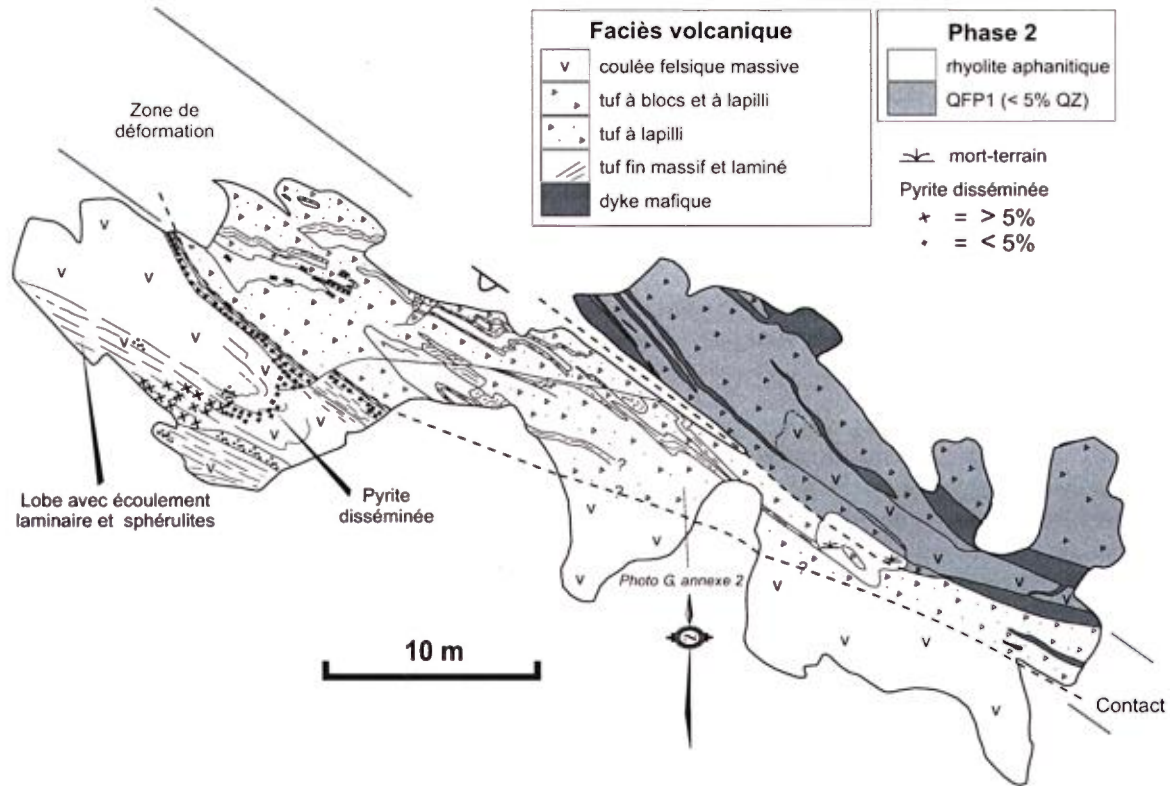 Faciès volcanique
v coulée felsique massive
tuf à blocs et à lapilli
tuf à lapilli
tuf fin massif et laminé
dyke mafique
Phase 2
rhyolite aphanitique
QFP1 (< 5% QZ)
mort-terrain
Pyrite disséminée
= > 5%
= < 5%
Zone de
déformation
Lobe avec écoulement
laminaire et sphérulites
Pyrite
disséminée
?
?
?
Photo G, annexe 2
10 m
Contact